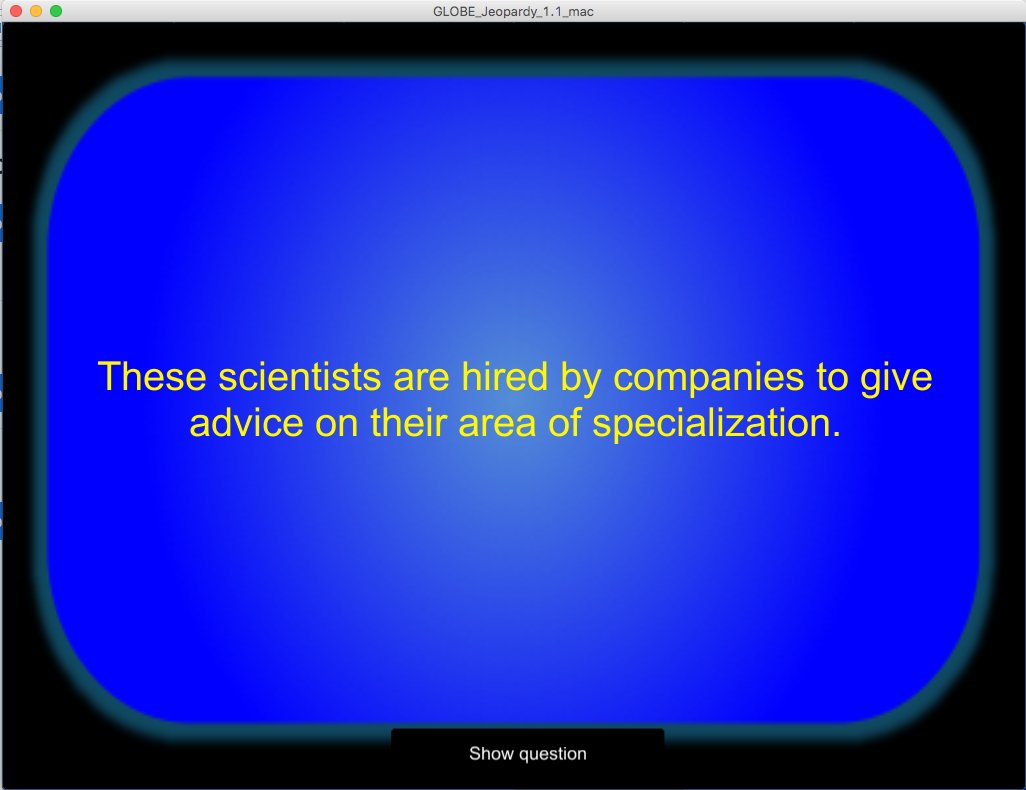 GLOBE_Jeopardy_1.1_mac
These scientists are hired by companies to give
advice on their area of specialization.
Show question